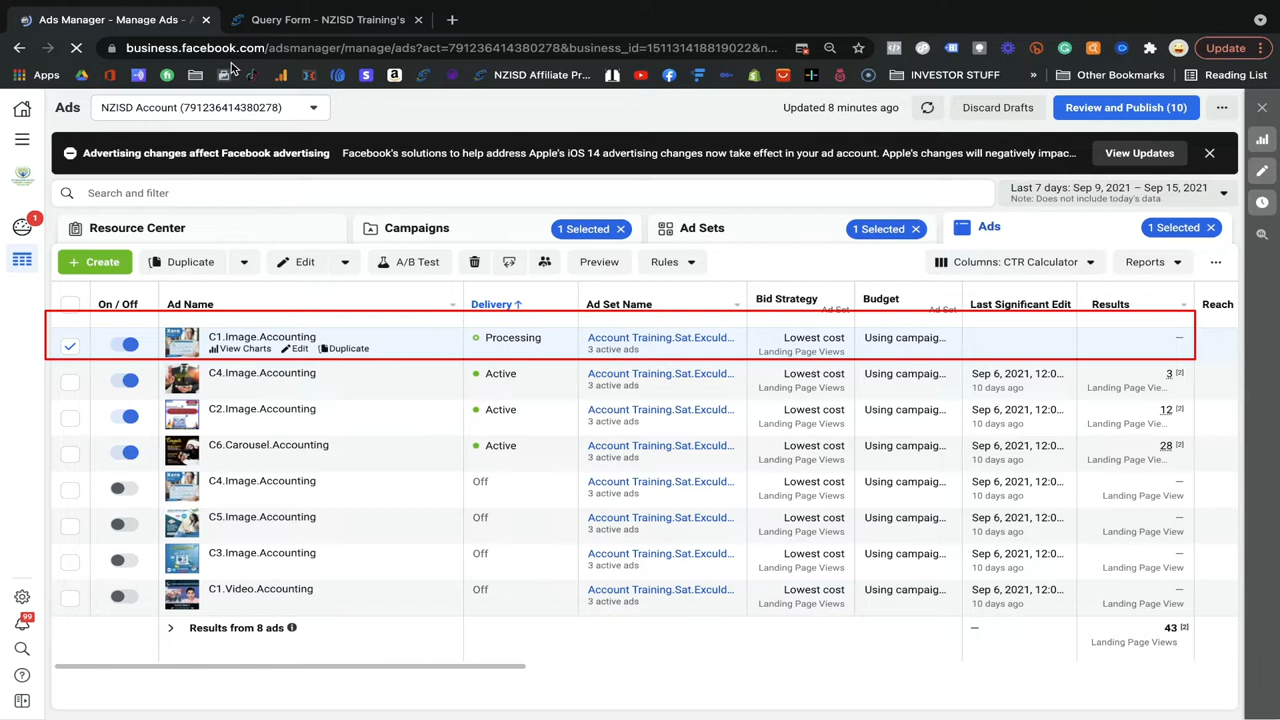 Ads Manager - Manage Ads -
Query Form - NZISD Training's
business.facebook.com/adsmanager/manage/ads?act=791236414380278&business_id=151131418819022&n...
Update
Apps
NZISD Affiliate Pr...
INVESTOR STUFF
»
Other Bookmarks
Reading List
Ads
NZISD Account (791236414380278)
Updated 8 minutes ago
Discard Drafts
Review and Publish (10)
Advertising changes affect Facebook advertising
Facebook's solutions to help address Apple's iOS 14 advertising changes now take effect in your ad account. Apple's changes will negatively impac...
View Updates
Search and filter
Last 7 days: Sep 9, 2021 – Sep 15, 2021
Note: Does not include today's data
1
Resource Center
Campaigns
1 Selected
Ad Sets
1 Selected
Ads
1 Selected
+ Create
Duplicate
Edit
A/B Test
Preview
Rules
Columns: CTR Calculator
Reports
On / Off
Ad Name
Delivery ↑
Ad Set Name
Bid Strategy
Ad Set
Budget
Ad Set
Last Significant Edit
Results
Reach
C1.Image.Accounting
View Charts Edit Duplicate
Processing
Account Training.Sat.Exculd...
3 active ads
Lowest cost
Landing Page Views
Using campaig...
—
C4.Image.Accounting
Active
Account Training.Sat.Exculd...
3 active ads
Lowest cost
Landing Page Views
Using campaig...
Sep 6, 2021, 12:0...
10 days ago
3 [2]
Landing Page Vie...
C2.Image.Accounting
Active
Account Training.Sat.Exculd...
3 active ads
Lowest cost
Landing Page Views
Using campaig...
Sep 6, 2021, 12:0...
10 days ago
12 [2]
Landing Page Vie...
C6.Carousel.Accounting
Active
Account Training.Sat.Exculd...
3 active ads
Lowest cost
Landing Page Views
Using campaig...
Sep 6, 2021, 12:0...
10 days ago
28 [2]
Landing Page Vie...
C4.Image.Accounting
Off
Account Training.Sat.Exculd...
3 active ads
Lowest cost
Landing Page Views
Using campaig...
Sep 6, 2021, 12:0...
10 days ago
—
Landing Page View
C5.Image.Accounting
Off
Account Training.Sat.Exculd...
3 active ads
Lowest cost
Landing Page Views
Using campaig...
Sep 6, 2021, 12:0...
10 days ago
—
Landing Page View
C3.Image.Accounting
Off
Account Training.Sat.Exculd...
3 active ads
Lowest cost
Landing Page Views
Using campaig...
Sep 6, 2021, 12:0...
10 days ago
—
Landing Page View
C1.Video.Accounting
Off
Account Training.Sat.Exculd...
3 active ads
Lowest cost
Landing Page Views
Using campaig...
Sep 6, 2021, 12:0...
10 days ago
—
Landing Page View
Results from 8 ads
—
43 [2]
Landing Page Views
99